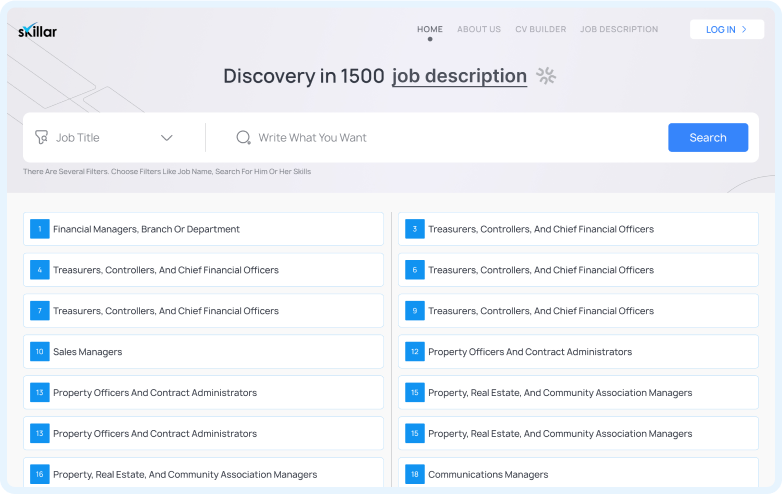 skillar
HOME ABOUT US CV BUILDER JOB DESCRIPTION LOG IN
Discovery in 1500 job description
Job Title Write What You Want Search
There Are Several Filters. Choose Filters Like Job Name, Search For Him Or Her Skills
1 Financial Managers, Branch Or Department
3 Treasurers, Controllers, And Chief Financial Officers
4 Treasurers, Controllers, And Chief Financial Officers
6 Treasurers, Controllers, And Chief Financial Officers
7 Treasurers, Controllers, And Chief Financial Officers
9 Treasurers, Controllers, And Chief Financial Officers
10 Sales Managers
12 Property Officers And Contract Administrators
13 Property Officers And Contract Administrators
15 Property, Real Estate, And Community Association Managers
13 Property Officers And Contract Administrators
15 Property, Real Estate, And Community Association Managers
16 Property, Real Estate, And Community Association Managers
18 Communications Managers